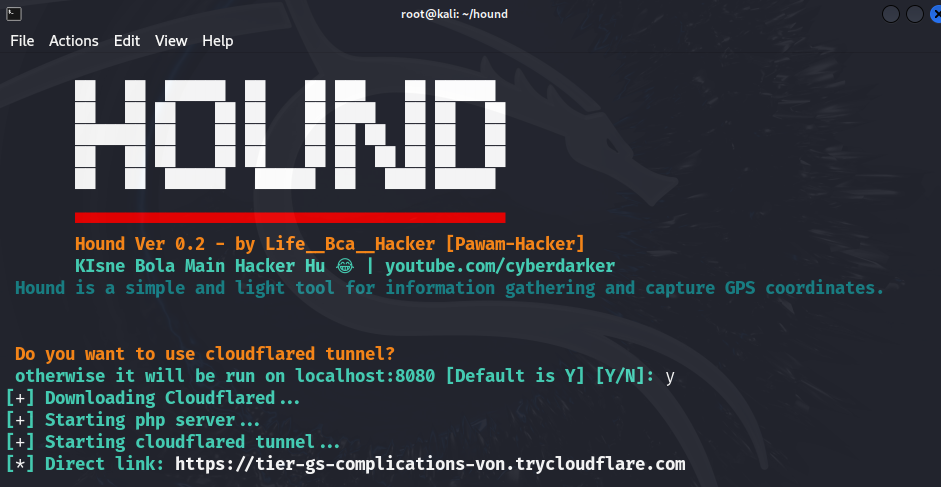 root@kali: ~/hound
File Actions Edit View Help
HOUND
Hound Ver 0.2 - by Life__Bca__Hacker [Pawam-Hacker]
KIsne Bola Main Hacker Hu 😂 | youtube.com/cyberdarker
Hound is a simple and light tool for information gathering and capture GPS coordinates.
Do you want to use cloudflared tunnel?
otherwise it will be run on localhost:8080 [Default is Y] [Y/N]: y
[+] Downloading Cloudflared...
[+] Starting php server...
[+] Starting cloudflared tunnel...
[*] Direct link: https://tier-gs-complications-von.trycloudflare.com